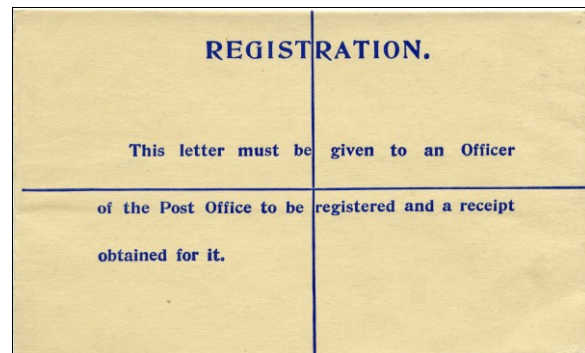 REGISTRATION.
This letter must be given to an Officer
of the Post Office to be registered and a receipt
obtained for it.